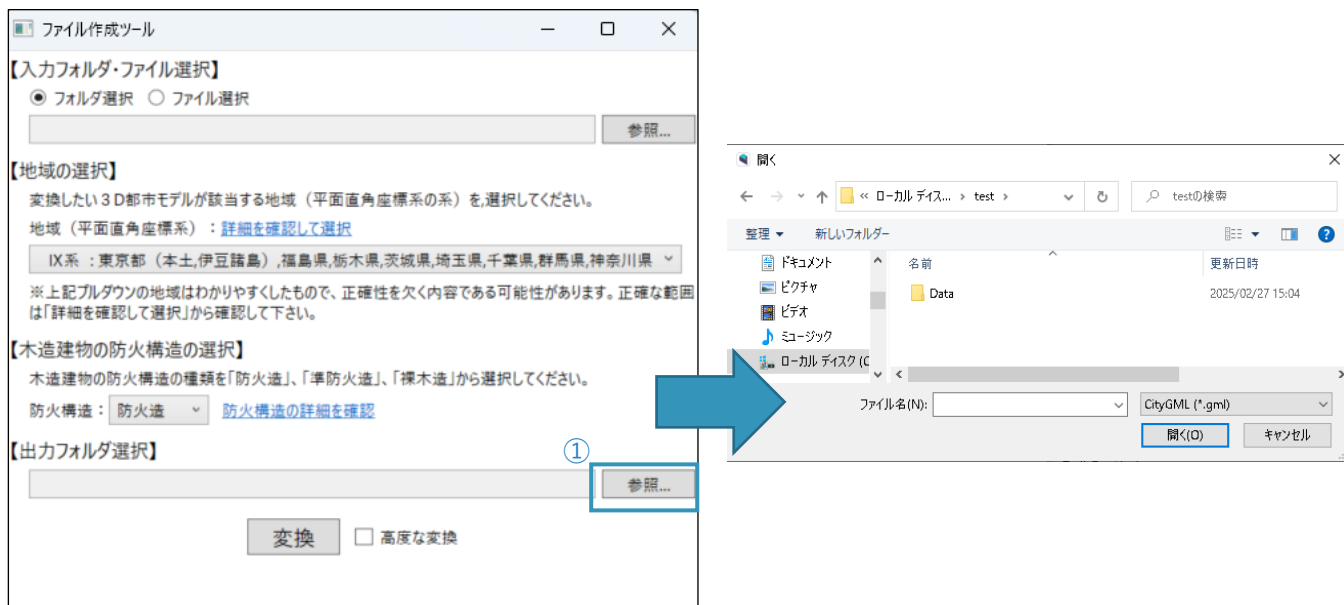 ファイル作成ツール
【入力フォルダ・ファイル選択】
フォルダ選択 ファイル選択
参照...
【地域の選択】
変換したい３Ｄ都市モデルが該当する地域（平面直角座標系の系）を,選択してください。
地域（平面直角座標系）：詳細を確認して選択
IX系 ：東京都（本土,伊豆諸島）,福島県,栃木県,茨城県,埼玉県,千葉県,群馬県,神奈川県
※上記プルダウンの地域はわかりやすくしたもので、正確性を欠く内容である可能性があります。正確な範囲
は「詳細を確認して選択」から確認して下さい。
【木造建物の防火構造の選択】
木造建物の防火構造の種類を「防火造」、「準防火造」、「裸木造」から選択してください。
防火構造： 防火造 防火構造の詳細を確認
【出力フォルダ選択】
①
参照...
変換 高度な変換
開く
« ローカル ディス... › test › testの検索
整理 新しいフォルダー
ドキュメント 名前 更新日時
ピクチャ Data 2025/02/27 15:04
ビデオ
ミュージック
ローカル ディスク (C
ファイル名(N): CityGML (*.gml)
開く(O) キャンセル